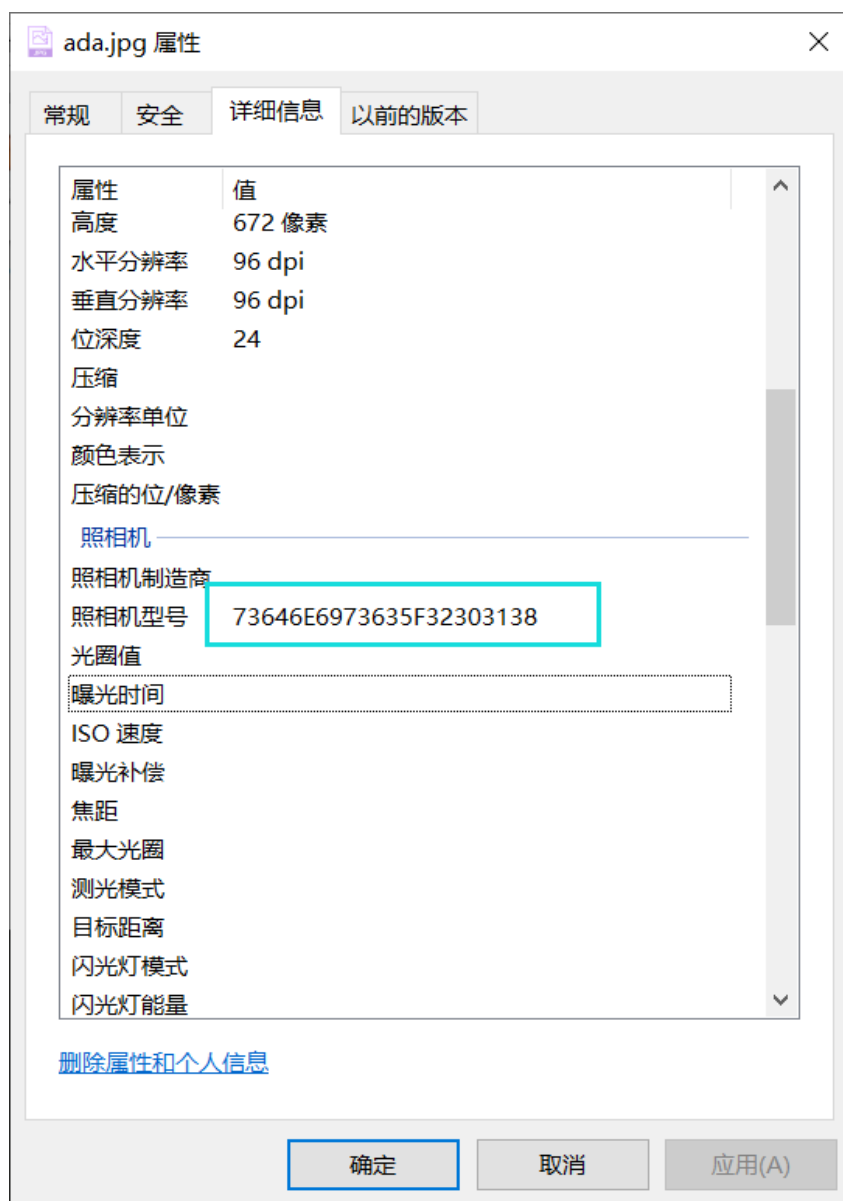 ada.jpg 属性
常规 安全 详细信息 以前的版本
属性 值
高度 672 像素
水平分辨率 96 dpi
垂直分辨率 96 dpi
位深度 24
压缩
分辨率单位
颜色表示
压缩的位/像素
照相机
照相机制造商
照相机型号 73646E6973635F32303138
光圈值
曝光时间
ISO 速度
曝光补偿
焦距
最大光圈
测光模式
目标距离
闪光灯模式
闪光灯能量
删除属性和个人信息
确定 取消 应用(A)